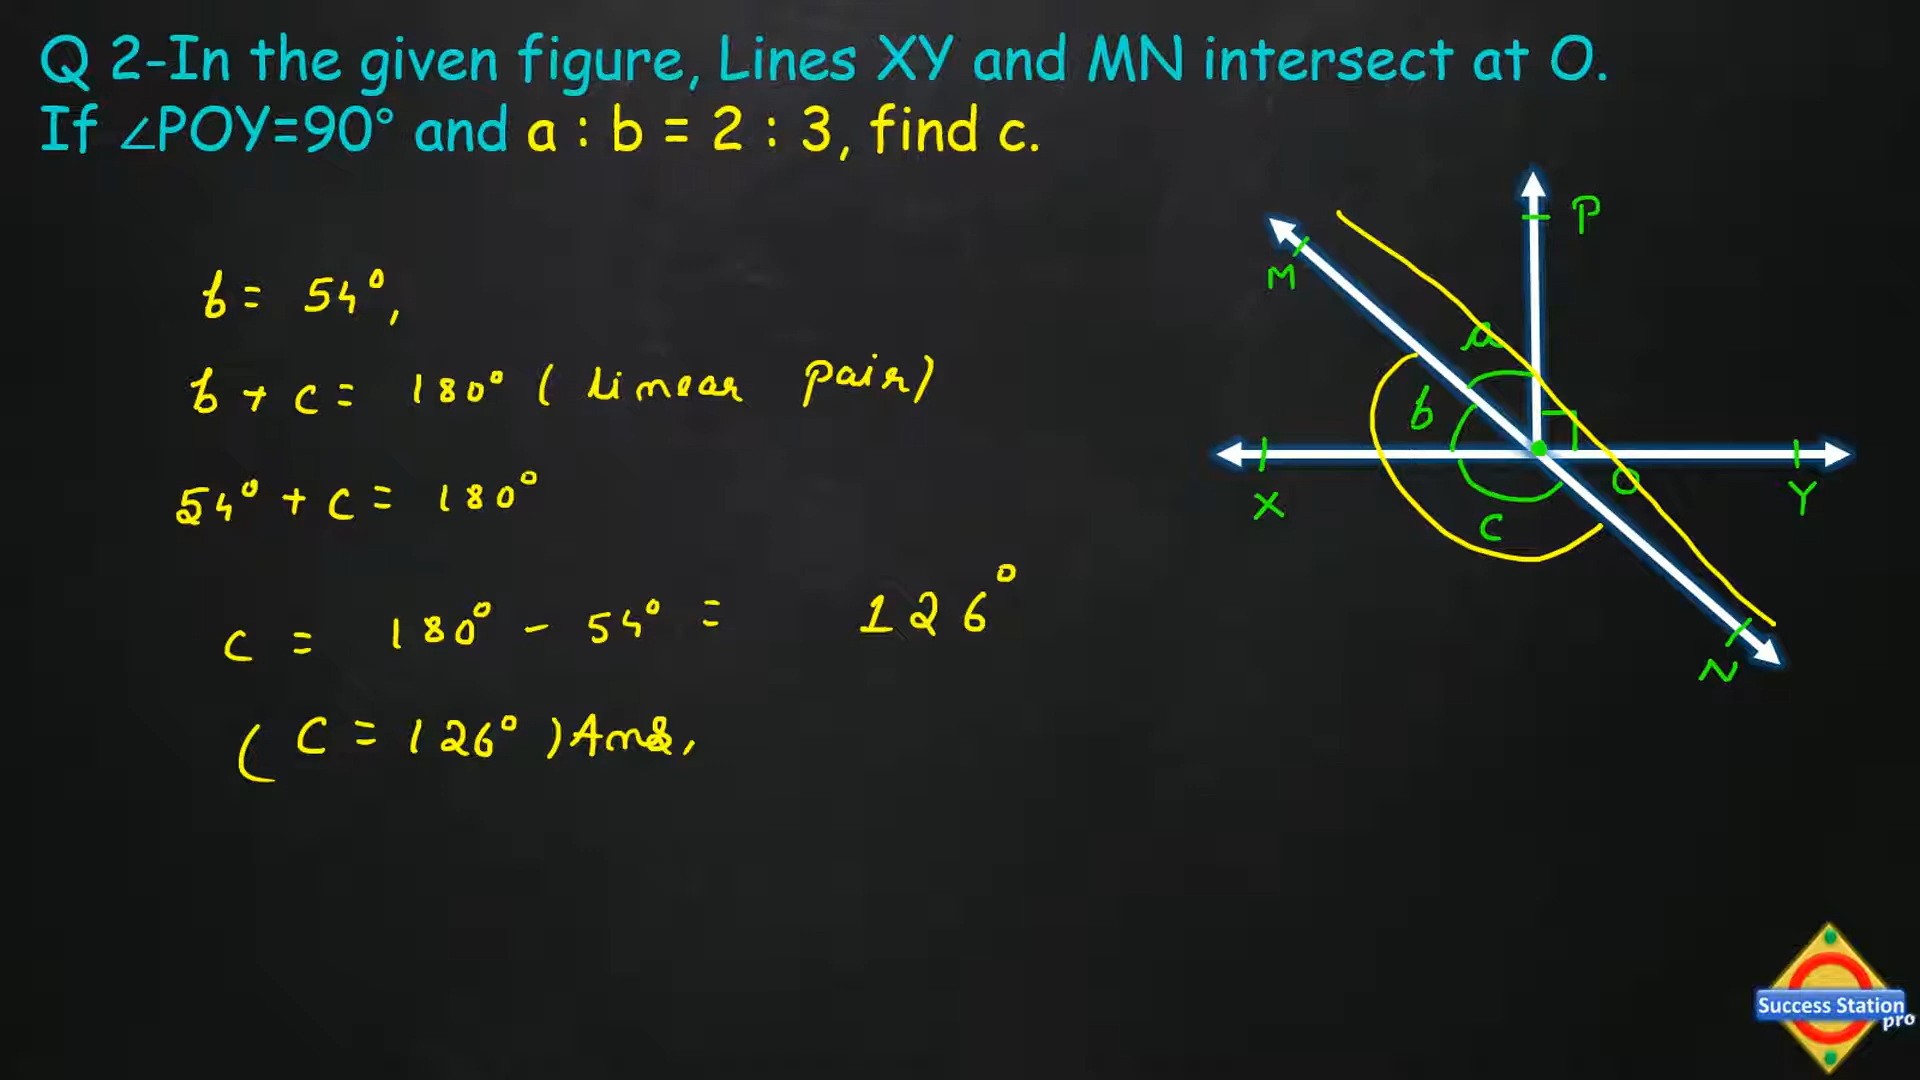 Q 2-In the given figure, Lines XY and MN intersect at O.
If ∠POY=90° and a : b = 2 : 3, find c.
b = 54°,
b + c = 180° ( Linear pair)
54° + c = 180°
c = 180° - 54° = 126°
( C = 126° ) Ans,
P
M
a
b
X
O
Y
c
N
Success Station
pro